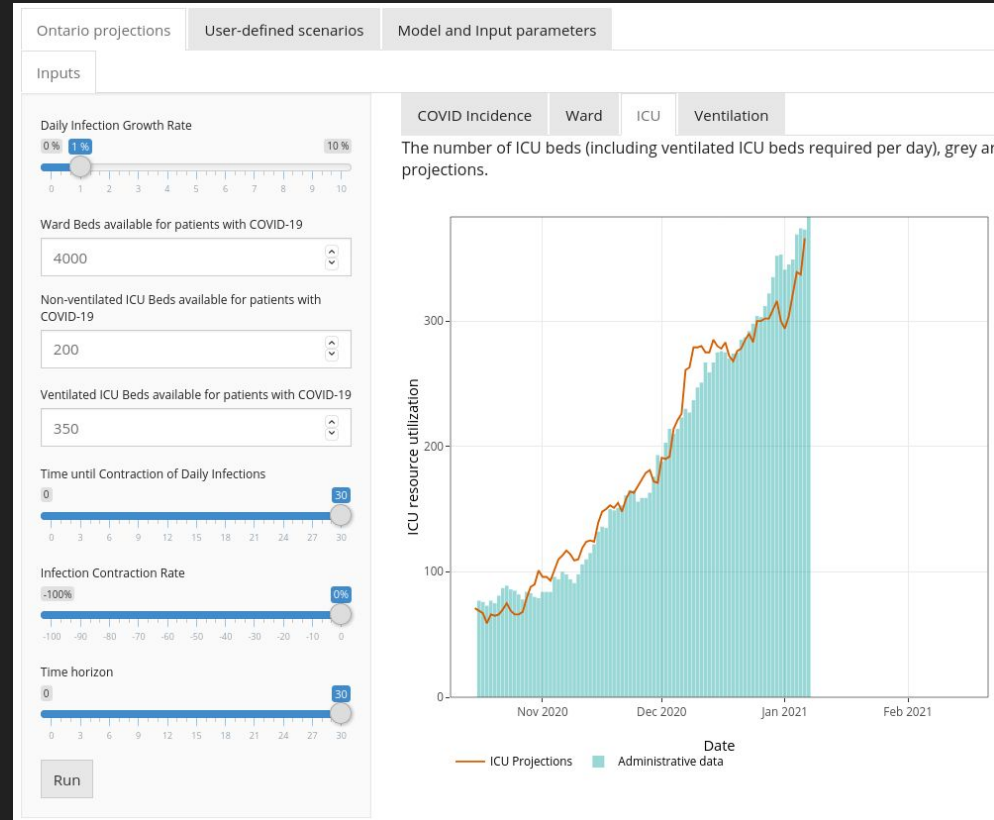 Ontario projections
User-defined scenarios
Model and Input parameters
Inputs
Daily Infection Growth Rate
0 %
1 %
10 %
0 1 2 3 4 5 6 7 8 9 10
Ward Beds available for patients with COVID-19
4000
Non-ventilated ICU Beds available for patients with
COVID-19
200
Ventilated ICU Beds available for patients with COVID-19
350
Time until Contraction of Daily Infections
0
30
0 3 6 9 12 15 18 21 24 27 30
Infection Contraction Rate
-100%
0%
-100 -90 -80 -70 -60 -50 -40 -30 -20 -10 0
Time horizon
0
30
0 3 6 9 12 15 18 21 24 27 30
Run
COVID Incidence
Ward
ICU
Ventilation
The number of ICU beds (including ventilated ICU beds required per day), grey
projections.
ICU resource utilization
300
200
100
0
Nov 2020
Dec 2020
Jan 2021
Feb 2021
Date
ICU Projections
Administrative data